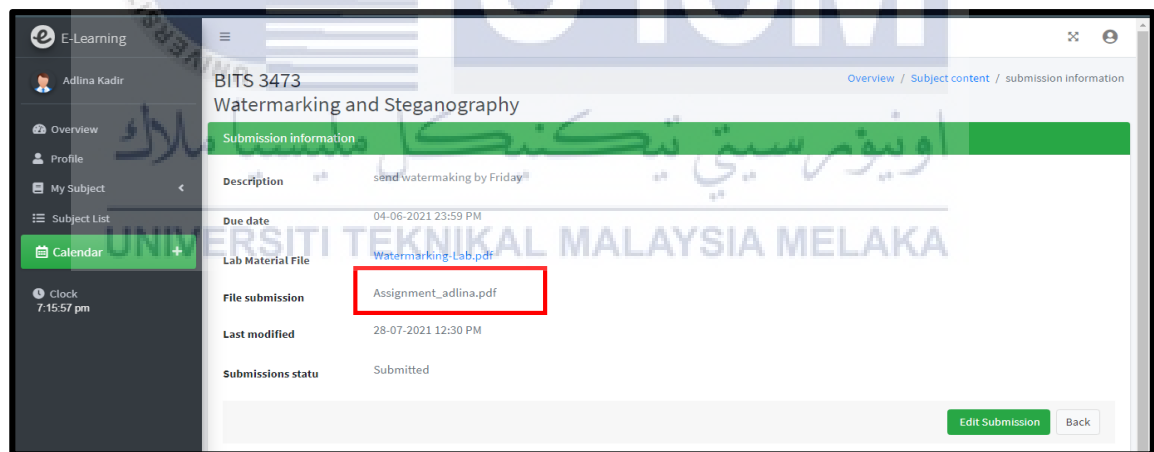 E-Learning
Adlina Kadir
Overview
Profile
My Subject
Subject List
Calendar
Clock
7:15:57 pm
BITS 3473
Watermarking and Steganography
Overview / Subject content / submission information
Submission information
Description send watermaking by Friday
Due date 04-06-2021 23:59 PM
Lab Material File Watermarking-Lab.pdf
File submission Assignment_adlina.pdf
Last modified 28-07-2021 12:30 PM
Submissions statu Submitted
Edit Submission Back
اونيۏرسيتي تيكنيكل مليسيا ملاك
UNIVERSITI TEKNIKAL MALAYSIA MELAKA